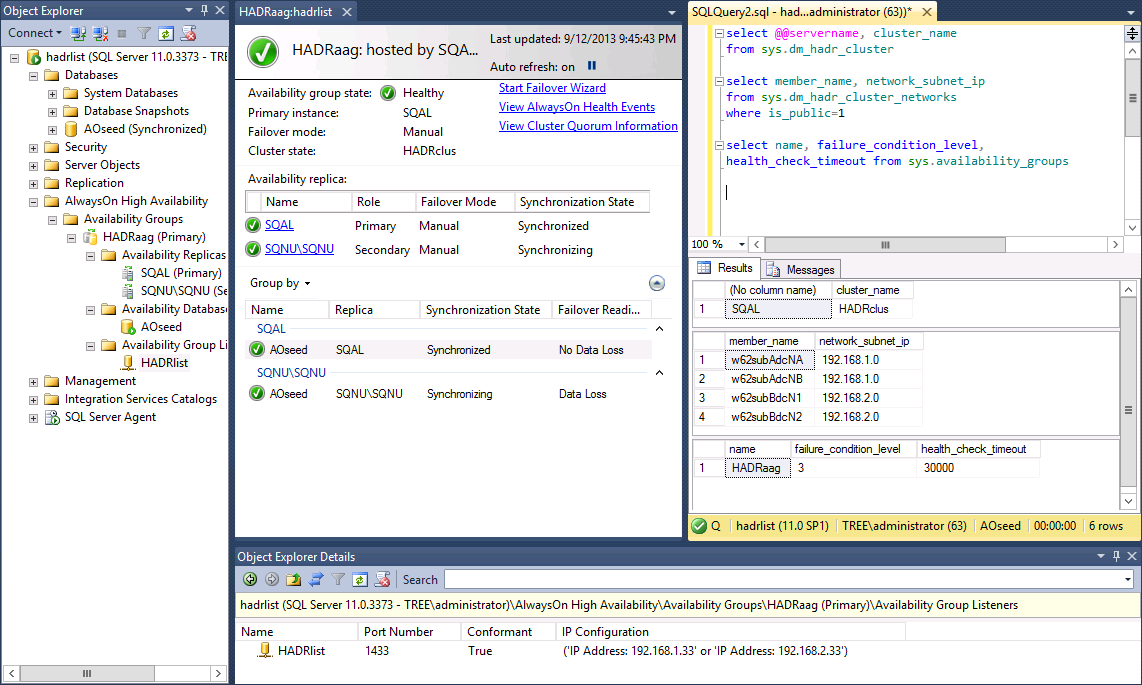 Object Explorer
Connect
hadrlist (SQL Server 11.0.3373 - TRE
Databases
System Databases
Database Snapshots
AOseed (Synchronized)
Security
Server Objects
Replication
AlwaysOn High Availability
Availability Groups
HADRaag (Primary)
Availability Replicas
SQAL (Primary)
SQNU\SQNU (Se
Availability Databas
AOseed
Availability Group Li
HADRlist
Management
Integration Services Catalogs
SQL Server Agent
HADRaag:hadrlist
HADRaag: hosted by SQA...
Last updated: 9/12/2013 9:45:43 PM
Auto refresh: on
Availability group state: Healthy
Primary instance: SQAL
Failover mode: Manual
Cluster state: HADRclus
Start Failover Wizard
View AlwaysOn Health Events
View Cluster Quorum Information
Availability replica:
Name Role Failover Mode Synchronization State
SQAL Primary Manual Synchronized
SQNU\SQNU Secondary Manual Synchronizing
Group by
Name Replica Synchronization State Failover Readi...
SQAL
AOseed SQAL Synchronized No Data Loss
SQNU\SQNU
AOseed SQNU\SQNU Synchronizing Data Loss
SQLQuery2.sql - had...administrator (63))*
select @@servername, cluster_name
from sys.dm_hadr_cluster
select member_name, network_subnet_ip
from sys.dm_hadr_cluster_networks
where is_public=1
select name, failure_condition_level,
health_check_timeout from sys.availability_groups
100 %
Results Messages
(No column name) cluster_name
1 SQAL HADRclus
member_name network_subnet_ip
1 w62subAdcNA 192.168.1.0
2 w62subAdcNB 192.168.1.0
3 w62subBdcN1 192.168.2.0
4 w62subBdcN2 192.168.2.0
name failure_condition_level health_check_timeout
1 HADRaag 3 30000
Q hadrlist (11.0 SP1) TREE\administrator (63) AOseed 00:00:00 6 rows
Object Explorer Details
Search
hadrlist (SQL Server 11.0.3373 - TREE\administrator)\AlwaysOn High Availability\Availability Groups\HADRaag (Primary)\Availability Group Listeners
Name Port Number Conformant IP Configuration
HADRlist 1433 True ('IP Address: 192.168.1.33' or 'IP Address: 192.168.2.33')